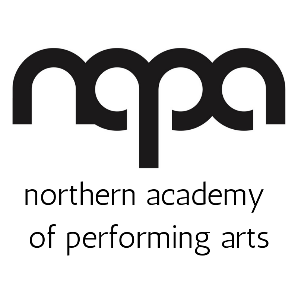 napa
northern academy
of performing arts